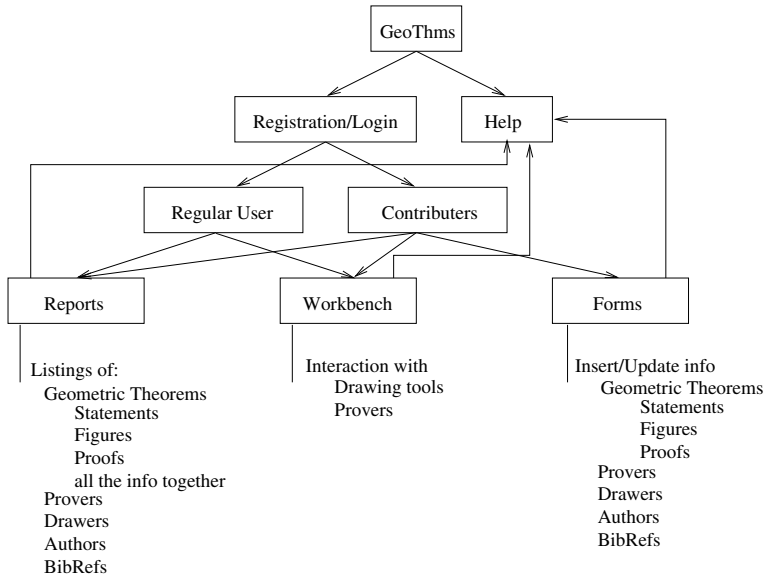 GeoThms
Registration/Login
Help
Regular User
Contributers
Reports
Workbench
Forms
Listings of:
Geometric Theorems
Statements
Figures
Proofs
all the info together
Provers
Drawers
Authors
BibRefs
Interaction with
Drawing tools
Provers
Insert/Update info
Geometric Theorems
Statements
Figures
Proofs
Provers
Drawers
Authors
BibRefs